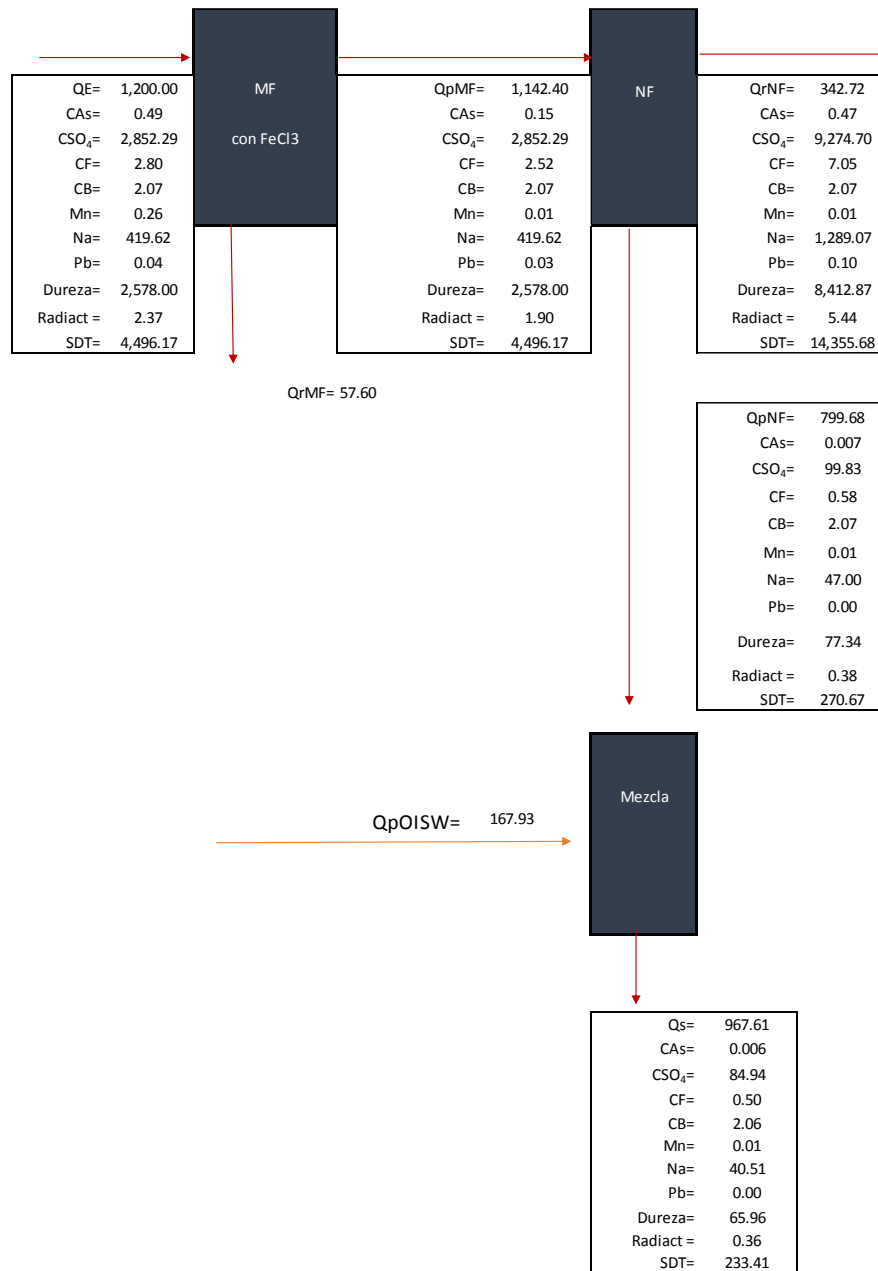 MF
con FeCl3
NF
QE= 1,200.00
CAs= 0.49
CSO₄= 2,852.29
CF= 2.80
CB= 2.07
Mn= 0.26
Na= 419.62
Pb= 0.04
Dureza= 2,578.00
Radiact = 2.37
SDT= 4,496.17
QpMF= 1,142.40
CAs= 0.15
CSO₄= 2,852.29
CF= 2.52
CB= 2.07
Mn= 0.01
Na= 419.62
Pb= 0.03
Dureza= 2,578.00
Radiact = 1.90
SDT= 4,496.17
QrNF= 342.72
CAs= 0.47
CSO₄= 9,274.70
CF= 7.05
CB= 2.07
Mn= 0.01
Na= 1,289.07
Pb= 0.10
Dureza= 8,412.87
Radiact = 5.44
SDT= 14,355.68
QrMF= 57.60
QpNF= 799.68
CAs= 0.007
CSO₄= 99.83
CF= 0.58
CB= 2.07
Mn= 0.01
Na= 47.00
Pb= 0.00
Dureza= 77.34
Radiact = 0.38
SDT= 270.67
Mezcla
QpOISW= 167.93
Qs= 967.61
CAs= 0.006
CSO₄= 84.94
CF= 0.50
CB= 2.06
Mn= 0.01
Na= 40.51
Pb= 0.00
Dureza= 65.96
Radiact = 0.36
SDT= 233.41